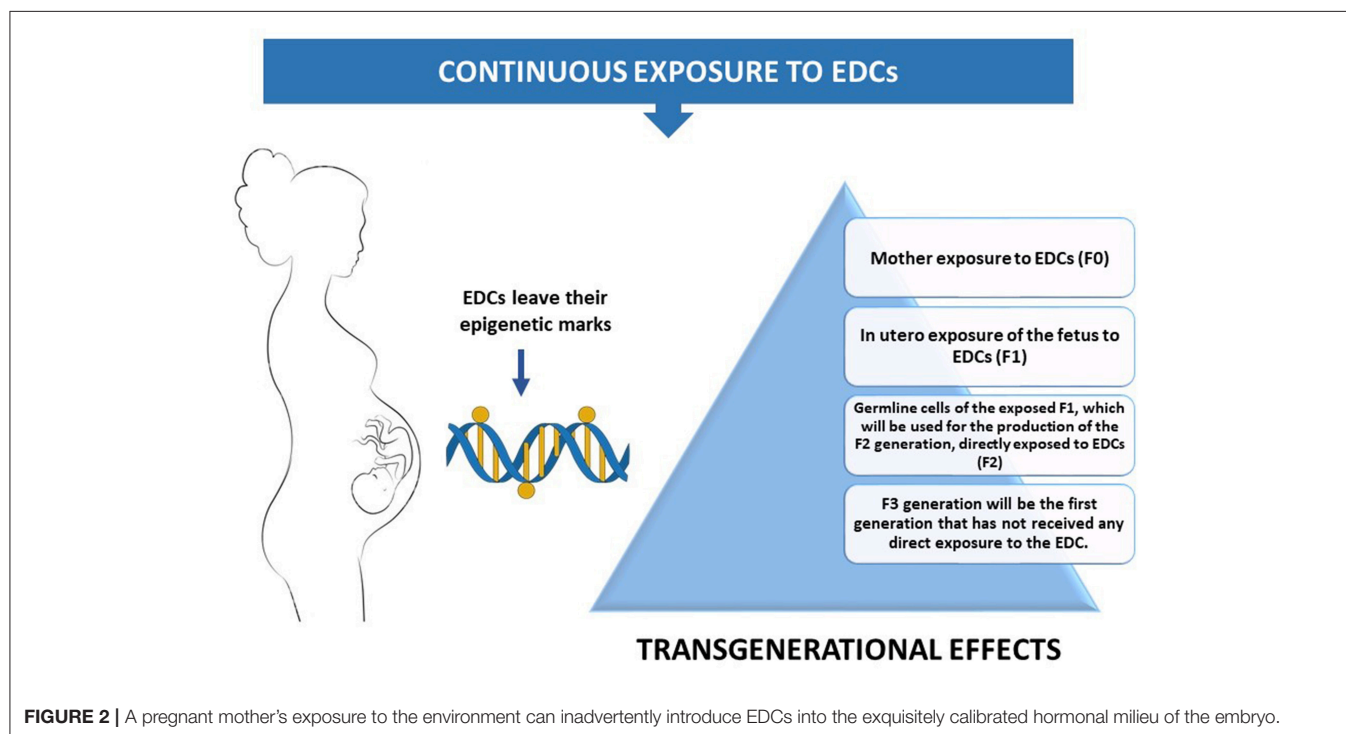 CONTINUOUS EXPOSURE TO EDCs
EDCs leave their
epigenetic marks
Mother exposure to EDCs (F0)
In utero exposure of the fetus to
EDCs (F1)
Germline cells of the exposed F1, which
will be used for the production of the
F2 generation, directly exposed to EDCs
(F2)
F3 generation will be the first
generation that has not received any
direct exposure to the EDC.
TRANSGENERATIONAL EFFECTS
FIGURE 2 | A pregnant mother's exposure to the environment can inadvertently introduce EDCs into the exquisitely calibrated hormonal milieu of the embryo.